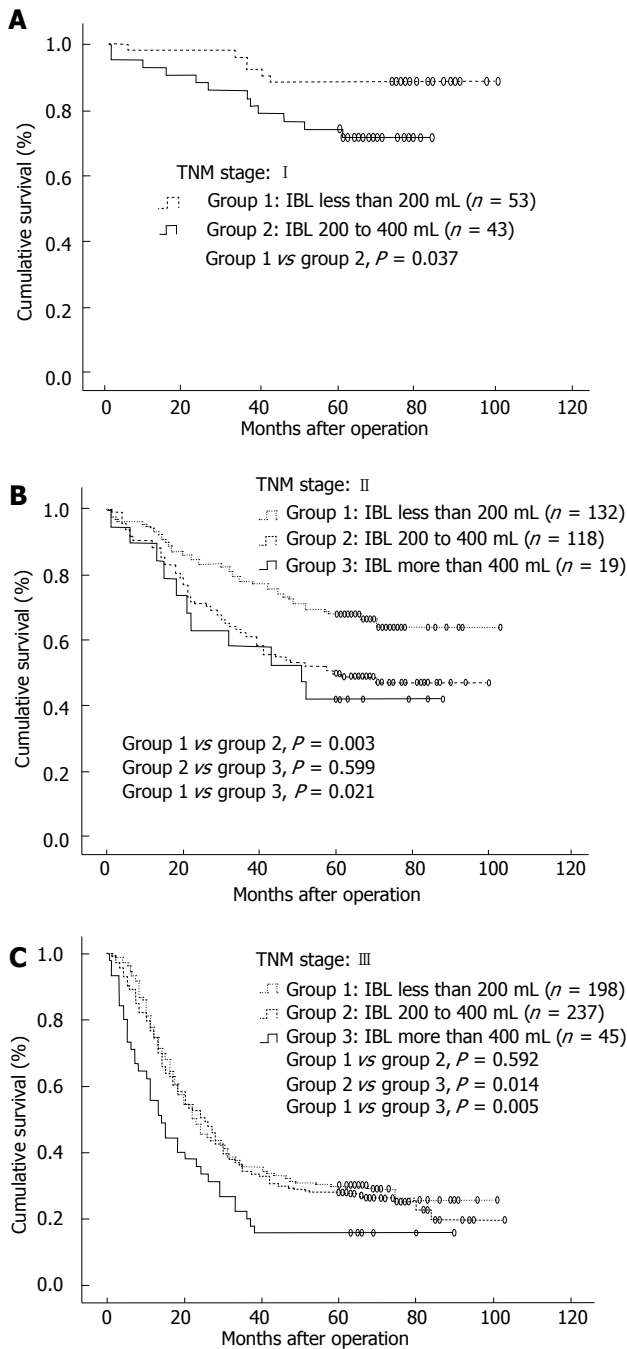 A
1.0
0.8
0.6
0.4
0.2
0.0
Cumulative survival (%)
TNM stage: Ⅰ
Group 1: IBL less than 200 mL (n = 53)
Group 2: IBL 200 to 400 mL (n = 43)
Group 1 vs group 2, P = 0.037
0 20 40 60 80 100 120
Months after operation
B
1.0
0.8
0.6
0.4
0.2
0.0
Cumulative survival (%)
TNM stage: Ⅱ
Group 1: IBL less than 200 mL (n = 132)
Group 2: IBL 200 to 400 mL (n = 118)
Group 3: IBL more than 400 mL (n = 19)
Group 1 vs group 2, P = 0.003
Group 2 vs group 3, P = 0.599
Group 1 vs group 3, P = 0.021
0 20 40 60 80 100 120
Months after operation
C
1.0
0.8
0.6
0.4
0.2
0.0
Cumulative survival (%)
TNM stage: Ⅲ
Group 1: IBL less than 200 mL (n = 198)
Group 2: IBL 200 to 400 mL (n = 237)
Group 3: IBL more than 400 mL (n = 45)
Group 1 vs group 2, P = 0.592
Group 2 vs group 3, P = 0.014
Group 1 vs group 3, P = 0.005
0 20 40 60 80 100 120
Months after operation